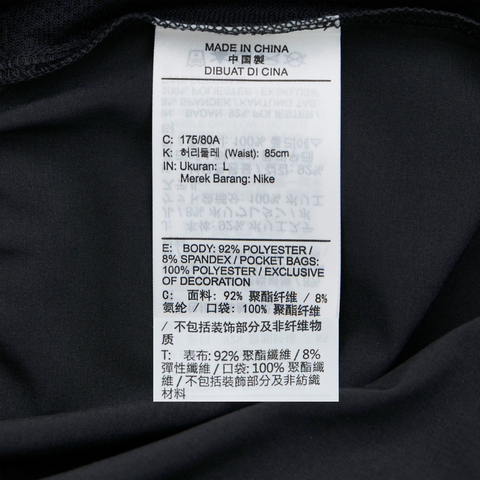 MADE IN CHINA
中国製
DIBUAT DI CINA
C: 175/80A
K: 허리둘레 (Waist): 85cm
IN: Ukuran: L
Merek Barang: Nike
E: BODY: 92% POLYESTER /
8% SPANDEX / POCKET BAGS:
100% POLYESTER / EXCLUSIVE
OF DECORATION
C: 面料: 92% 聚酯纤维 / 8%
氨纶 / 口袋: 100% 聚酯纤维
/ 不包括装饰部分及非纤维物
质
T: 表布: 92% 聚酯纖維 / 8%
彈性纖維 / 口袋: 100% 聚酯纖
維 / 不包括装飾部分及非紡織
材料